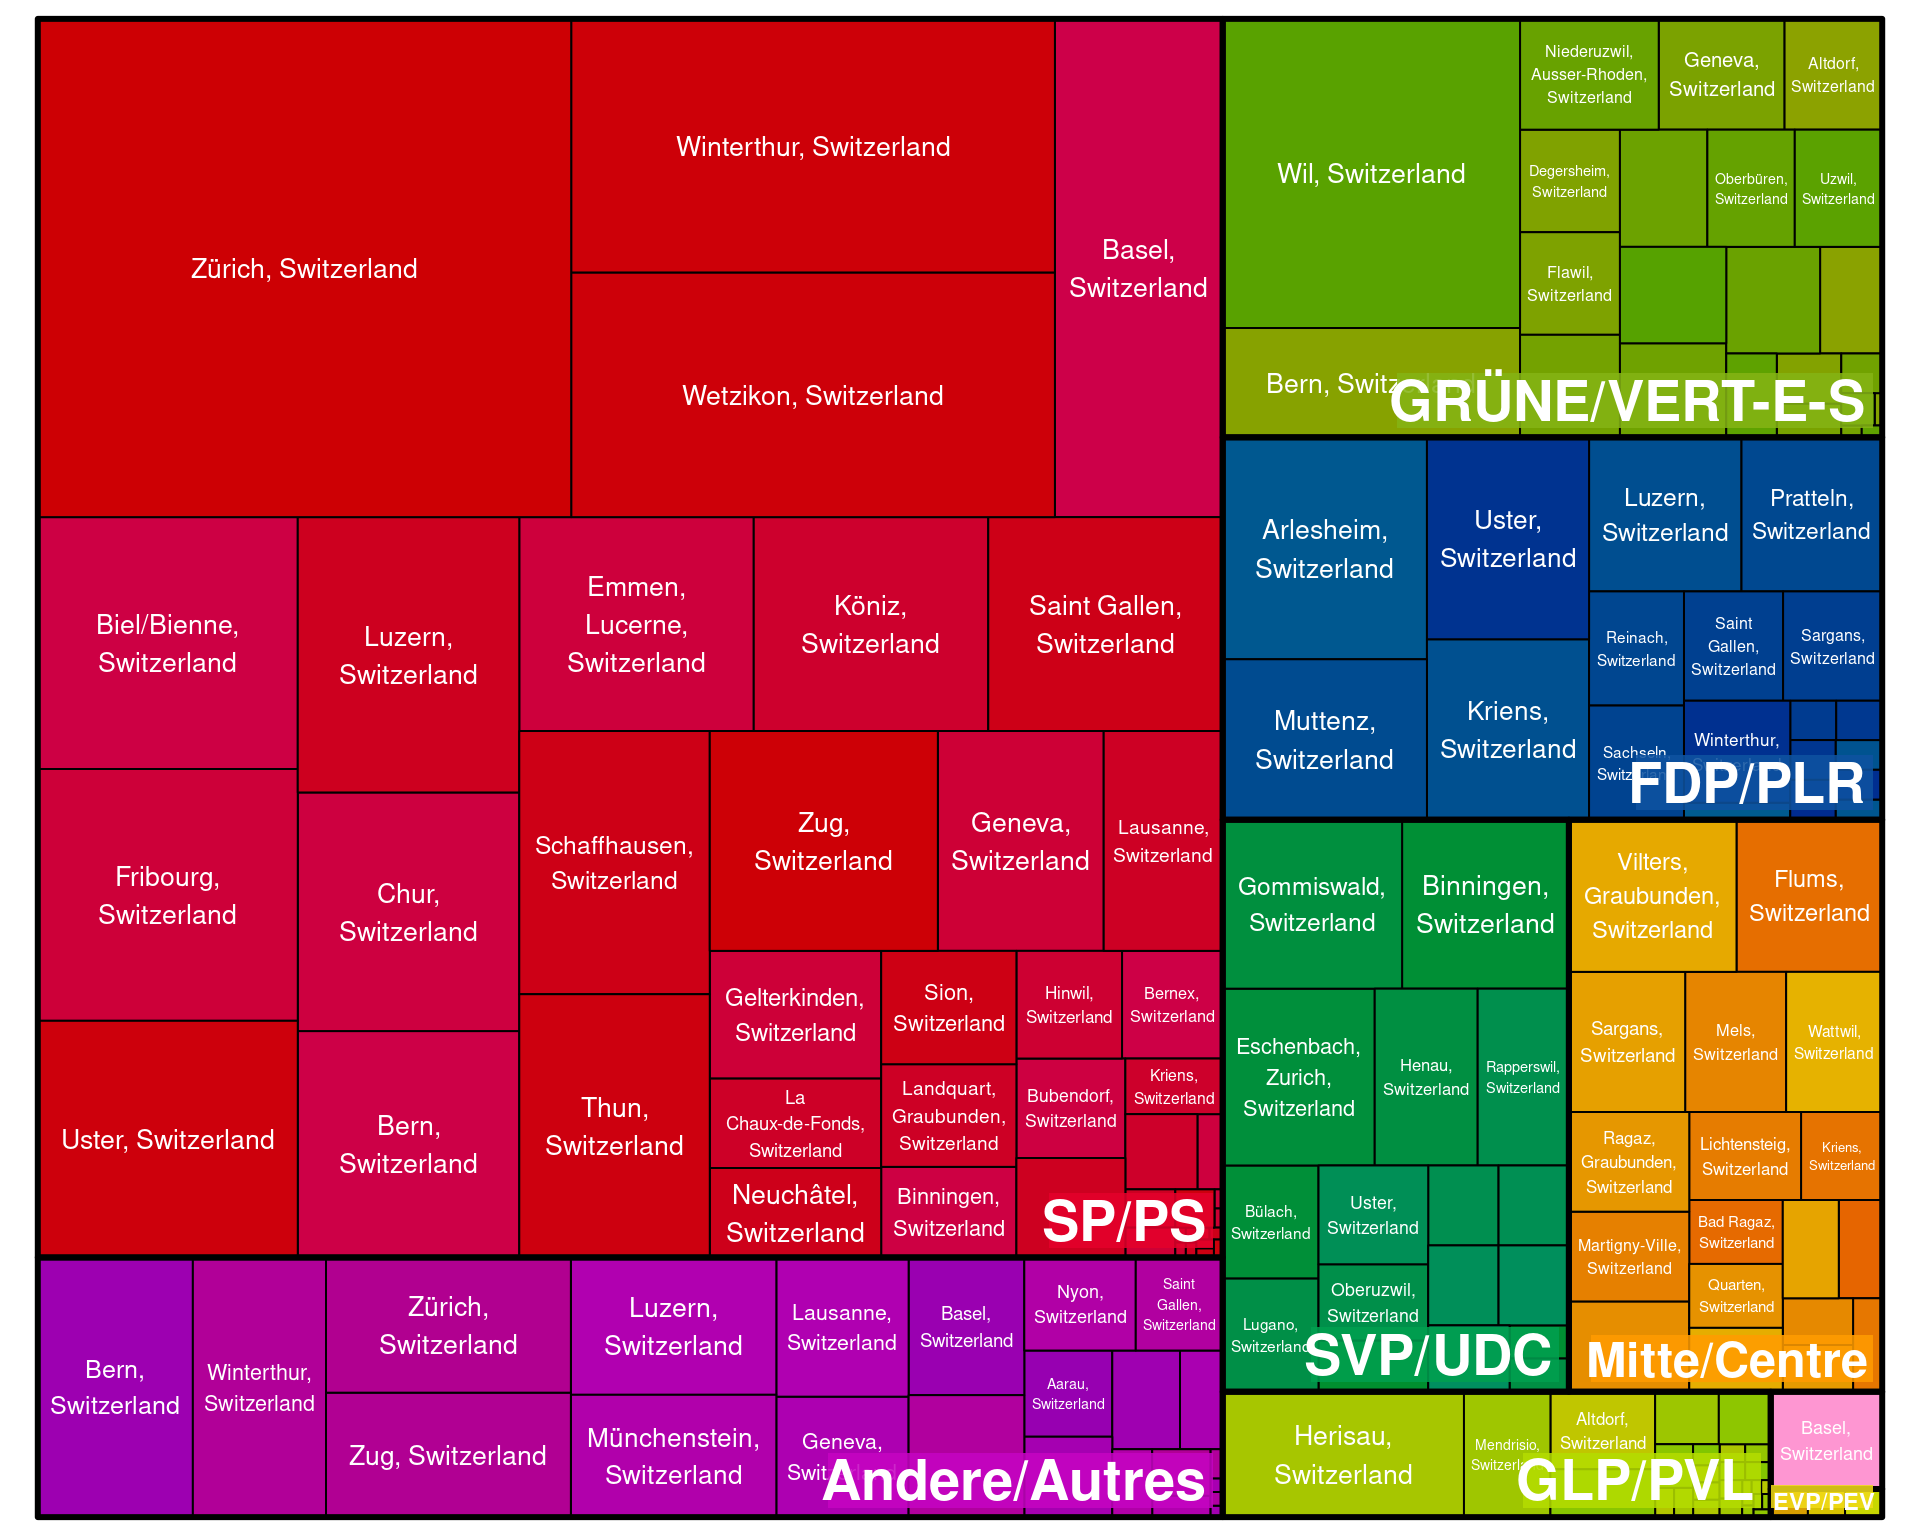 Zürich, Switzerland
Winterthur, Switzerland
Wetzikon, Switzerland
Basel,
Switzerland
Biel/Bienne,
Switzerland
Fribourg,
Switzerland
Uster, Switzerland
Luzern,
Switzerland
Chur,
Switzerland
Bern,
Switzerland
Emmen,
Lucerne,
Switzerland
Köniz,
Switzerland
Saint Gallen,
Switzerland
Schaffhausen,
Switzerland
Thun,
Switzerland
Zug,
Switzerland
Geneva,
Switzerland
Lausanne,
Switzerland
Gelterkinden,
Switzerland
La
Chaux-de-Fonds,
Switzerland
Neuchâtel,
Switzerland
Sion,
Switzerland
Landquart,
Graubunden,
Switzerland
Binningen,
Switzerland
Hinwil,
Switzerland
Bernex,
Switzerland
Bubendorf,
Switzerland
Kriens,
Switzerland
SP/PS
Bern,
Switzerland
Winterthur,
Switzerland
Zürich,
Switzerland
Zug, Switzerland
Luzern,
Switzerland
Münchenstein,
Switzerland
Lausanne,
Switzerland
Geneva,
Switzerland
Basel,
Switzerland
Nyon,
Switzerland
Saint
Gallen,
Switzerland
Aarau,
Switzerland
Andere/Autres
Wil, Switzerland
Bern, Switzerland
Niederuzwil,
Ausser-Rhoden,
Switzerland
Geneva,
Switzerland
Altdorf,
Switzerland
Degersheim,
Switzerland
Oberbüren,
Switzerland
Uzwil,
Switzerland
Flawil,
Switzerland
GRÜNE/VERT-E-S
Arlesheim,
Switzerland
Muttenz,
Switzerland
Uster,
Switzerland
Kriens,
Switzerland
Luzern,
Switzerland
Pratteln,
Switzerland
Reinach,
Switzerland
Saint
Gallen,
Switzerland
Sargans,
Switzerland
Sachseln,
Switzerland
Winterthur,
Switzerland
FDP/PLR
Gommiswald,
Switzerland
Binningen,
Switzerland
Eschenbach,
Zurich,
Switzerland
Henau,
Switzerland
Rapperswil,
Switzerland
Bülach,
Switzerland
Lugano,
Switzerland
Uster,
Switzerland
Oberuzwil,
Switzerland
SVP/UDC
Vilters,
Graubunden,
Switzerland
Flums,
Switzerland
Sargans,
Switzerland
Mels,
Switzerland
Wattwil,
Switzerland
Ragaz,
Graubunden,
Switzerland
Lichtensteig,
Switzerland
Kriens,
Switzerland
Martigny-Ville,
Switzerland
Bad Ragaz,
Switzerland
Quarten,
Switzerland
Mitte/Centre
Herisau,
Switzerland
Mendrisio,
Switzerland
Altdorf,
Switzerland
GLP/PVL
Basel,
Switzerland
EVP/PEV